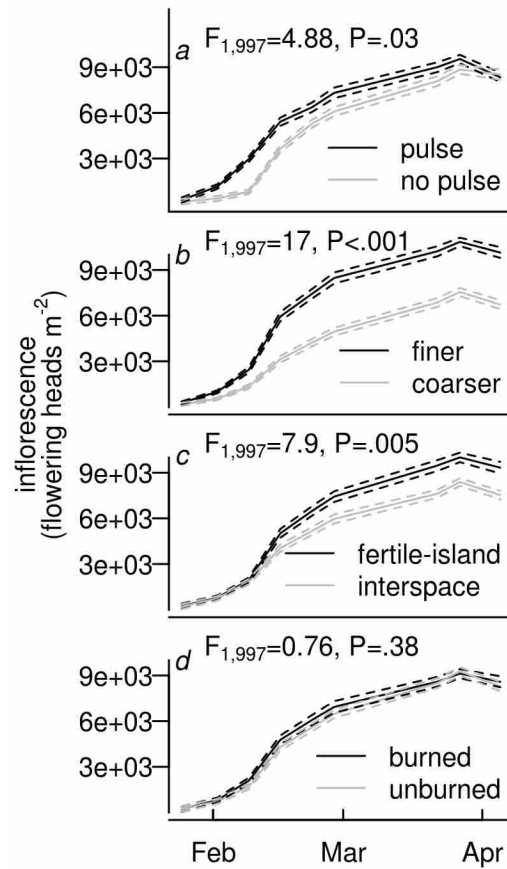 a F1,997=4.88, P=.03
9e+03
6e+03
3e+03
pulse
no pulse
b F1,997=17, P<.001
9e+03
6e+03
3e+03
finer
coarser
inflorescence
(flowering heads m-2)
c F1,997=7.9, P=.005
9e+03
6e+03
3e+03
fertile-island
interspace
d F1,997=0.76, P=.38
9e+03
6e+03
3e+03
burned
unburned
Feb Mar Apr